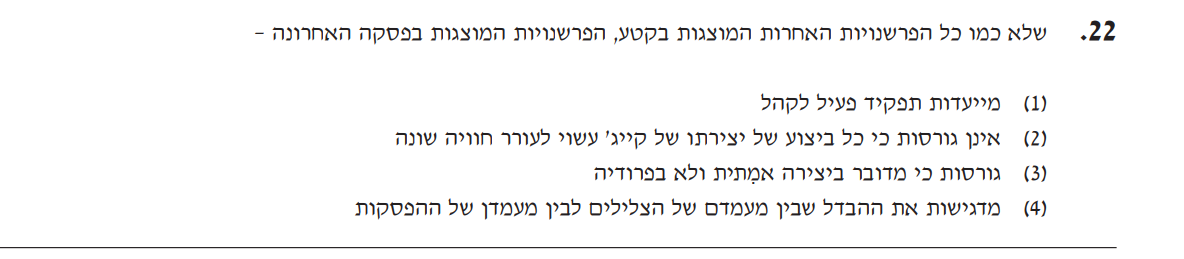 22. שלא כמו כל הפרשנויות האחרות המוצגות בקטע, הפרשנויות המוצגות בפסקה האחרונה –
(1) מייעדות תפקיד פעיל לקהל
(2) אינן גורסות כי כל ביצוע של יצירתו של קייג' עשוי לעורר חוויה שונה
(3) גורסות כי מדובר ביצירה אמִתית ולא בפרודיה
(4) מדגישות את ההבדל שבין מעמדם של הצלילים לבין מעמדן של ההפסקות